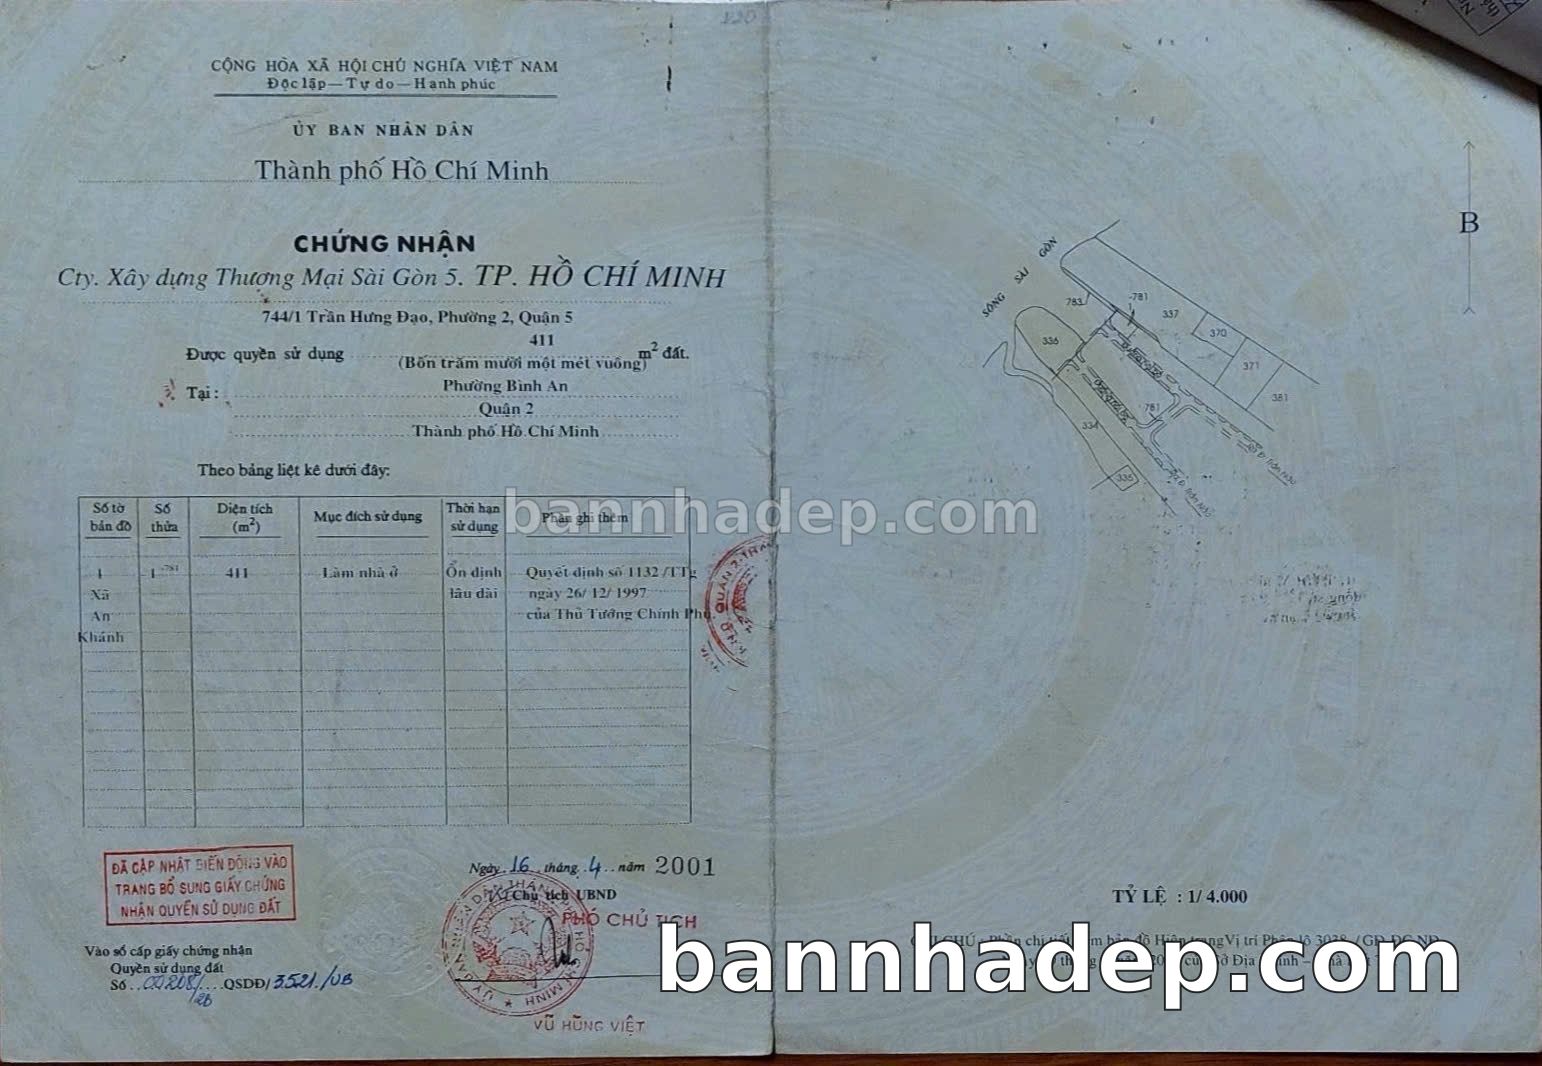 CỘNG HÒA XÃ HỘI CHỦ NGHĨA VIỆT NAM
Độc lập — Tự do — Hạnh phúc
ỦY BAN NHÂN DÂN
Thành phố Hồ Chí Minh
CHỨNG NHẬN
Cty. Xây dựng Thương Mại Sài Gòn 5. TP. HỒ CHÍ MINH
744/1 Trần Hưng Đạo, Phường 2, Quận 5
411
Được quyền sử dụng m² đất.
(Bốn trăm mười một mét vuông)
Tại : Phường Bình An
Quận 2
Thành phố Hồ Chí Minh
Theo bảng liệt kê dưới đây:
Số tờ bản đồ
Số thửa
Diện tích (m²)
Mục đích sử dụng
Thời hạn sử dụng
Phần ghi thêm
1 1-781 411 Làm nhà ở Ổn định Quyết định số 1132/TTg
Xã lâu dài ngày 26/ 12/ 1997
An của Thủ Tướng Chính Phủ.
Khánh
ĐÃ CẬP NHẬT BIẾN ĐỘNG VÀO
TRANG BỔ SUNG GIẤY CHỨNG
NHẬN QUYỀN SỬ DỤNG ĐẤT
Ngày 16 tháng 4 năm 2001
Chủ tịch UBND
PHÓ CHỦ TỊCH
VŨ HÙNG VIỆT
Vào sổ cấp giấy chứng nhận
Quyền sử dụng đất
Số QSDĐ/ 3521/UB
B
SÔNG SÀI GÒN
783
-781
337
370
371
381
336
334
-781
335
TỶ LỆ : 1/ 4.000
bannhadep.com
bannhadep.com